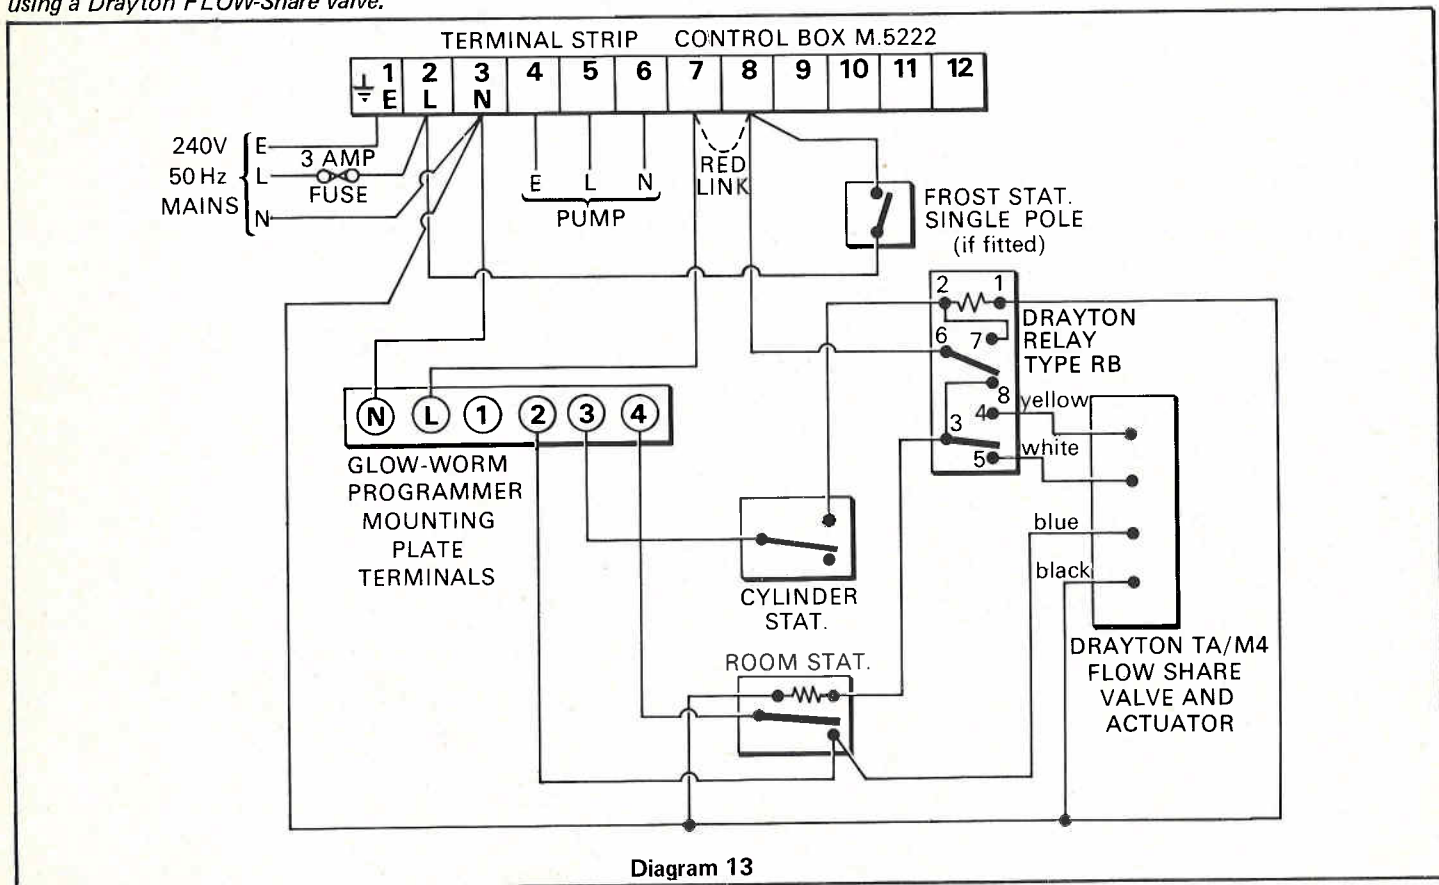 using a Drayton FLOW-Share valve.
TERMINAL STRIP CONTROL BOX M.5222
1 2 3 4 5 6 7 8 9 10 11 12
E L N
240V
50 Hz
MAINS
E
L
N
3 AMP
FUSE
E L N
PUMP
RED
LINK
FROST STAT.
SINGLE POLE
(if fitted)
2 1
6 7
8
4
3
5
DRAYTON
RELAY
TYPE RB
yellow
white
blue
black
N L 1 2 3 4
GLOW-WORM
PROGRAMMER
MOUNTING
PLATE
TERMINALS
CYLINDER
STAT.
ROOM STAT.
DRAYTON TA/M4
FLOW SHARE
VALVE AND
ACTUATOR
Diagram 13